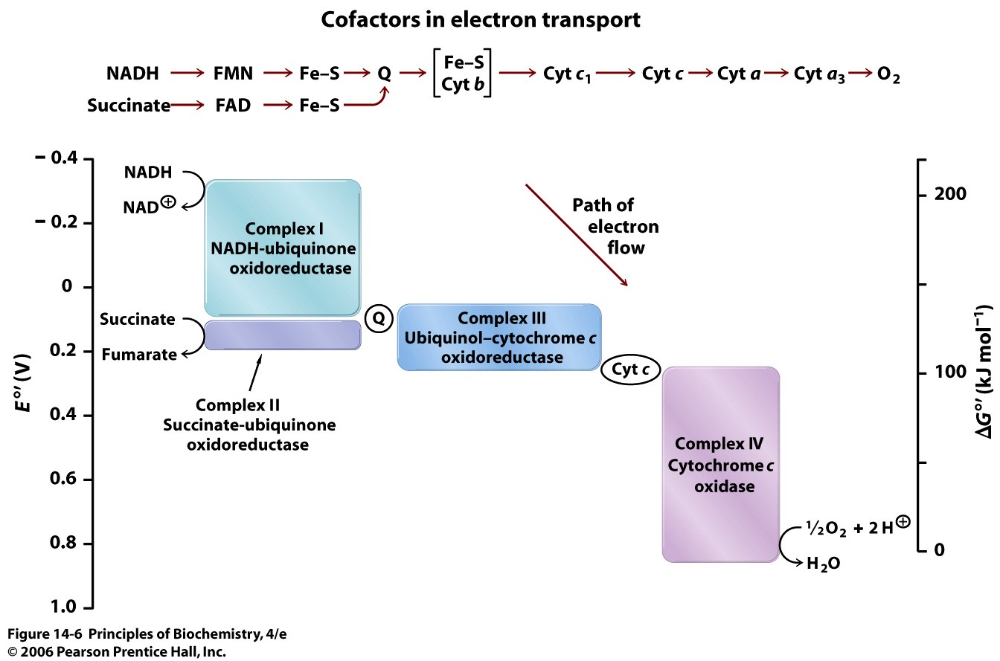 Cofactors in electron transport
NADH → FMN → Fe–S → Q → [Fe–S Cyt b] → Cyt c₁ → Cyt c → Cyt a → Cyt a₃ → O₂
Succinate → FAD → Fe–S
− 0.4
− 0.2
0
0.2
0.4
0.6
0.8
1.0
E°′ (V)
NADH
NAD⊕
Complex I
NADH-ubiquinone
oxidoreductase
Succinate
Fumarate
Complex II
Succinate-ubiquinone
oxidoreductase
Q
Complex III
Ubiquinol–cytochrome c
oxidoreductase
Cyt c
Path of
electron
flow
Complex IV
Cytochrome c
oxidase
½O₂ + 2H⊕
H₂O
200
100
0
ΔG°′ (kJ mol⁻¹)
Figure 14-6 Principles of Biochemistry, 4/e
© 2006 Pearson Prentice Hall, Inc.